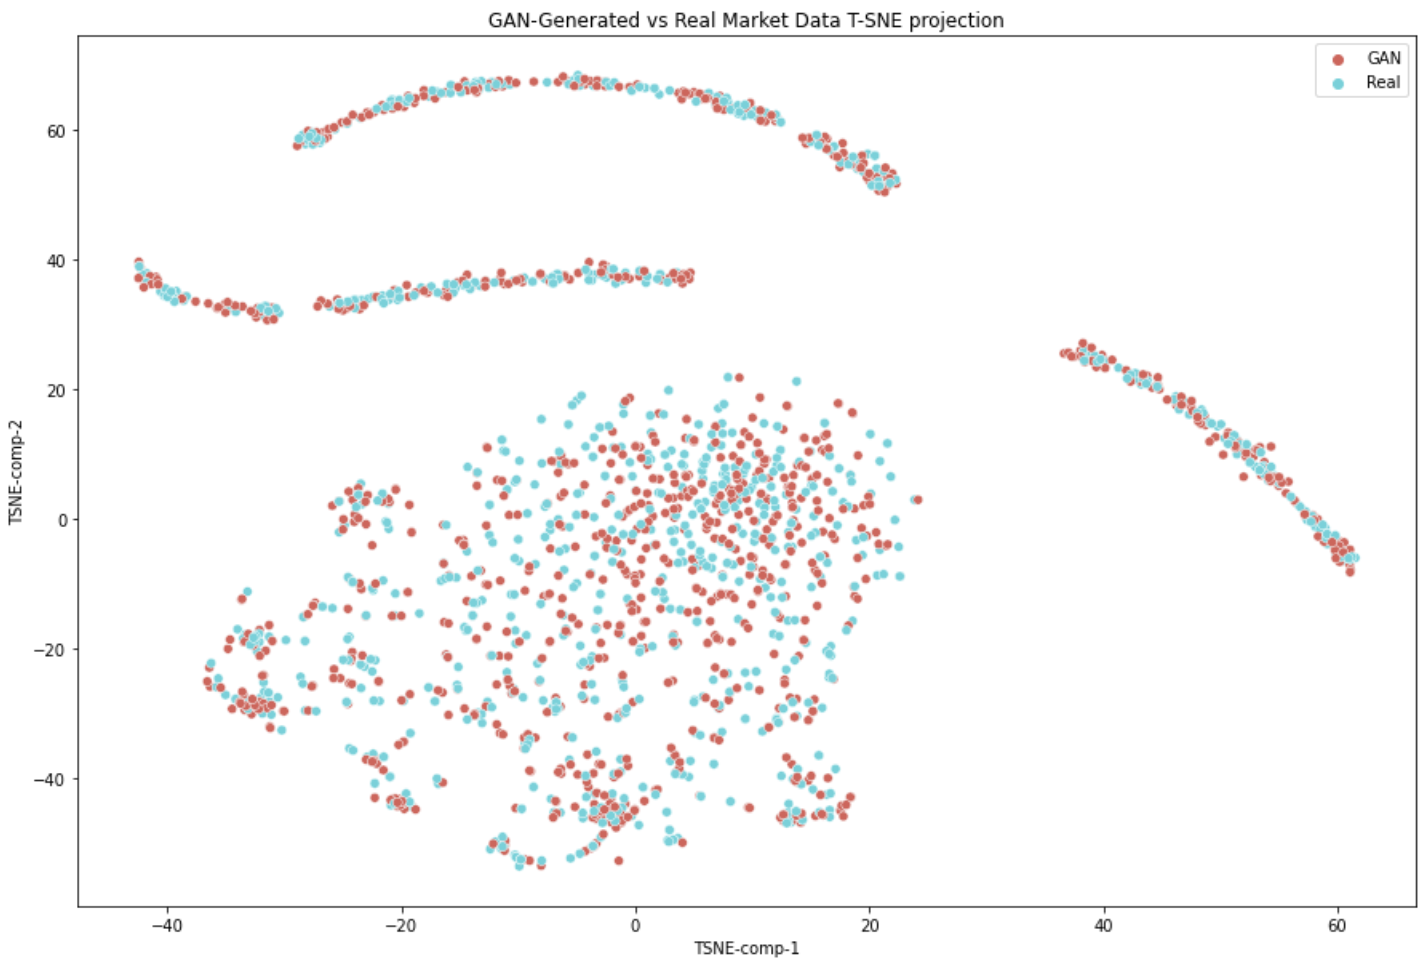 GAN-Generated vs Real Market Data T-SNE projection
GAN
Real
60
40
20
0
−20
−40
TSNE-comp-2
−40
−20
0
20
40
60
TSNE-comp-1